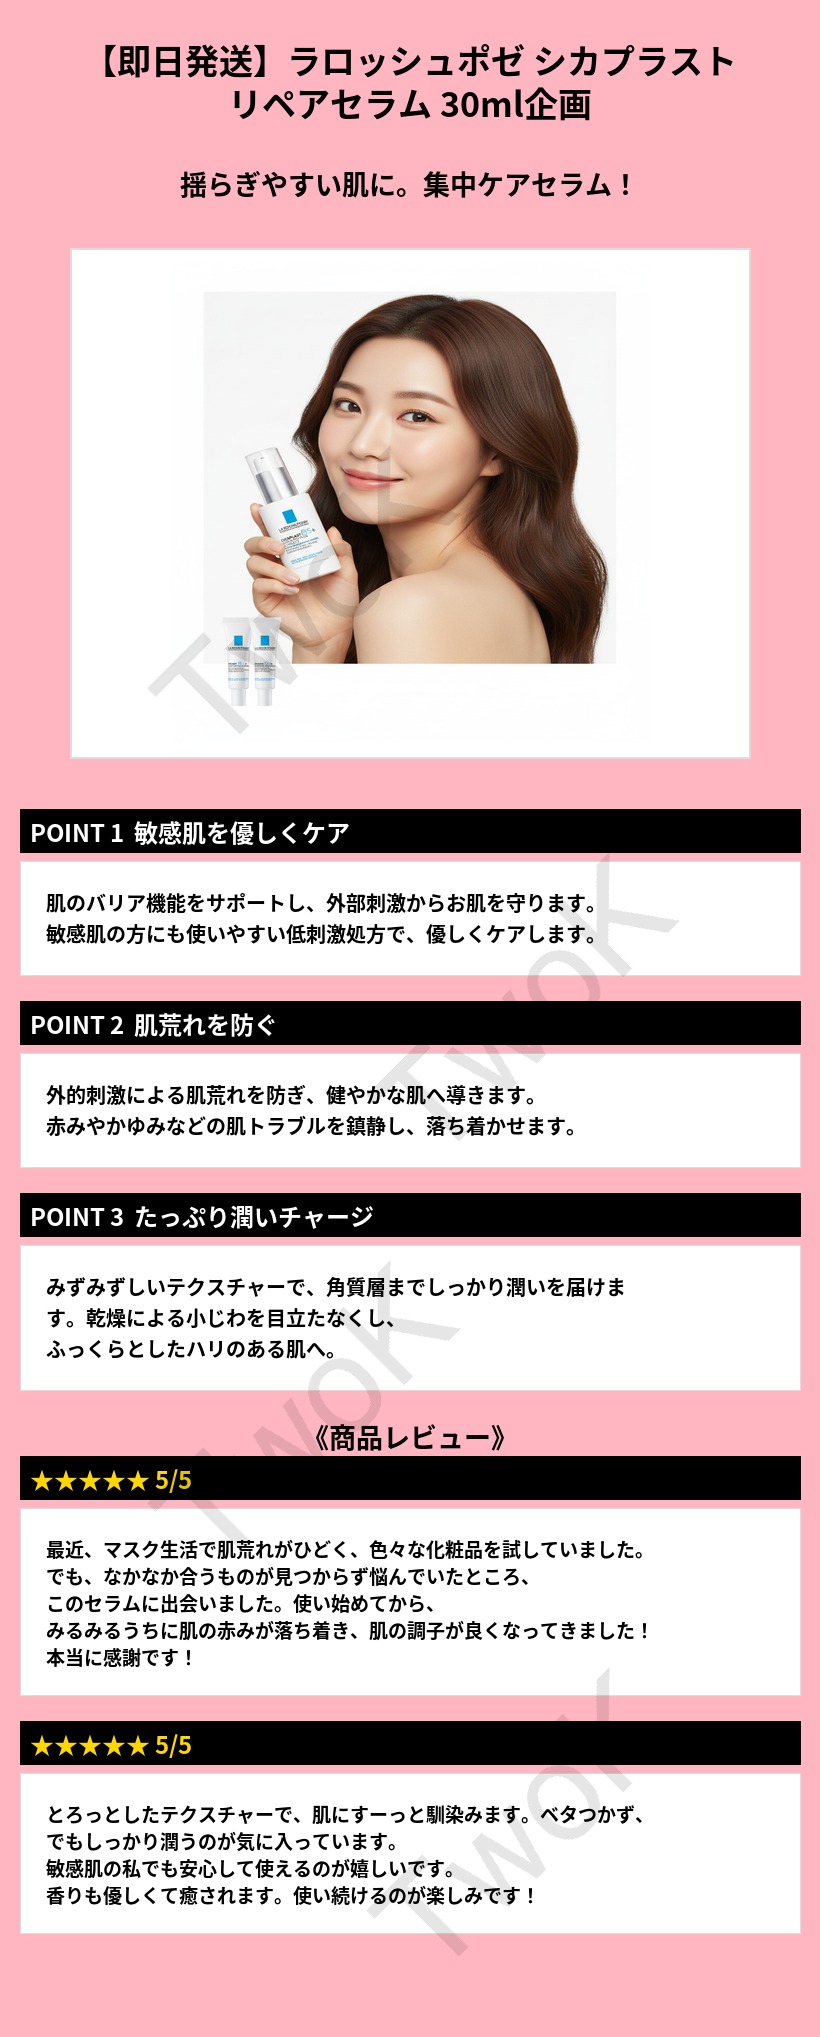 【即日発送】ラロッシュポゼ シカプラスト
リペアセラム 30ml企画
揺らぎやすい肌に。集中ケアセラム！
LA ROCHE-POSAY
CICAPLAST B5+
TwoK
POINT 1 敏感肌を優しくケア
肌のバリア機能をサポートし、外部刺激からお肌を守ります。
敏感肌の方にも使いやすい低刺激処方で、優しくケアします。
TwoK
POINT 2 肌荒れを防ぐ
外的刺激による肌荒れを防ぎ、健やかな肌へ導きます。
赤みやかゆみなどの肌トラブルを鎮静し、落ち着かせます。
POINT 3 たっぷり潤いチャージ
みずみずしいテクスチャーで、角質層までしっかり潤いを届けま
す。乾燥による小じわを目立たなくし、
ふっくらとしたハリのある肌へ。
TwoK
《商品レビュー》
★★★★★ 5/5
最近、マスク生活で肌荒れがひどく、色々な化粧品を試していました。
でも、なかなか合うものが見つからず悩んでいたところ、
このセラムに出会いました。使い始めてから、
みるみるうちに肌の赤みが落ち着き、肌の調子が良くなってきました！
本当に感謝です！
★★★★★ 5/5
とろっとしたテクスチャーで、肌にすーっと馴染みます。ベタつかず、
でもしっかり潤うのが気に入っています。
敏感肌の私でも安心して使えるのが嬉しいです。
香りも優しくて癒されます。使い続けるのが楽しみです！
TwoK